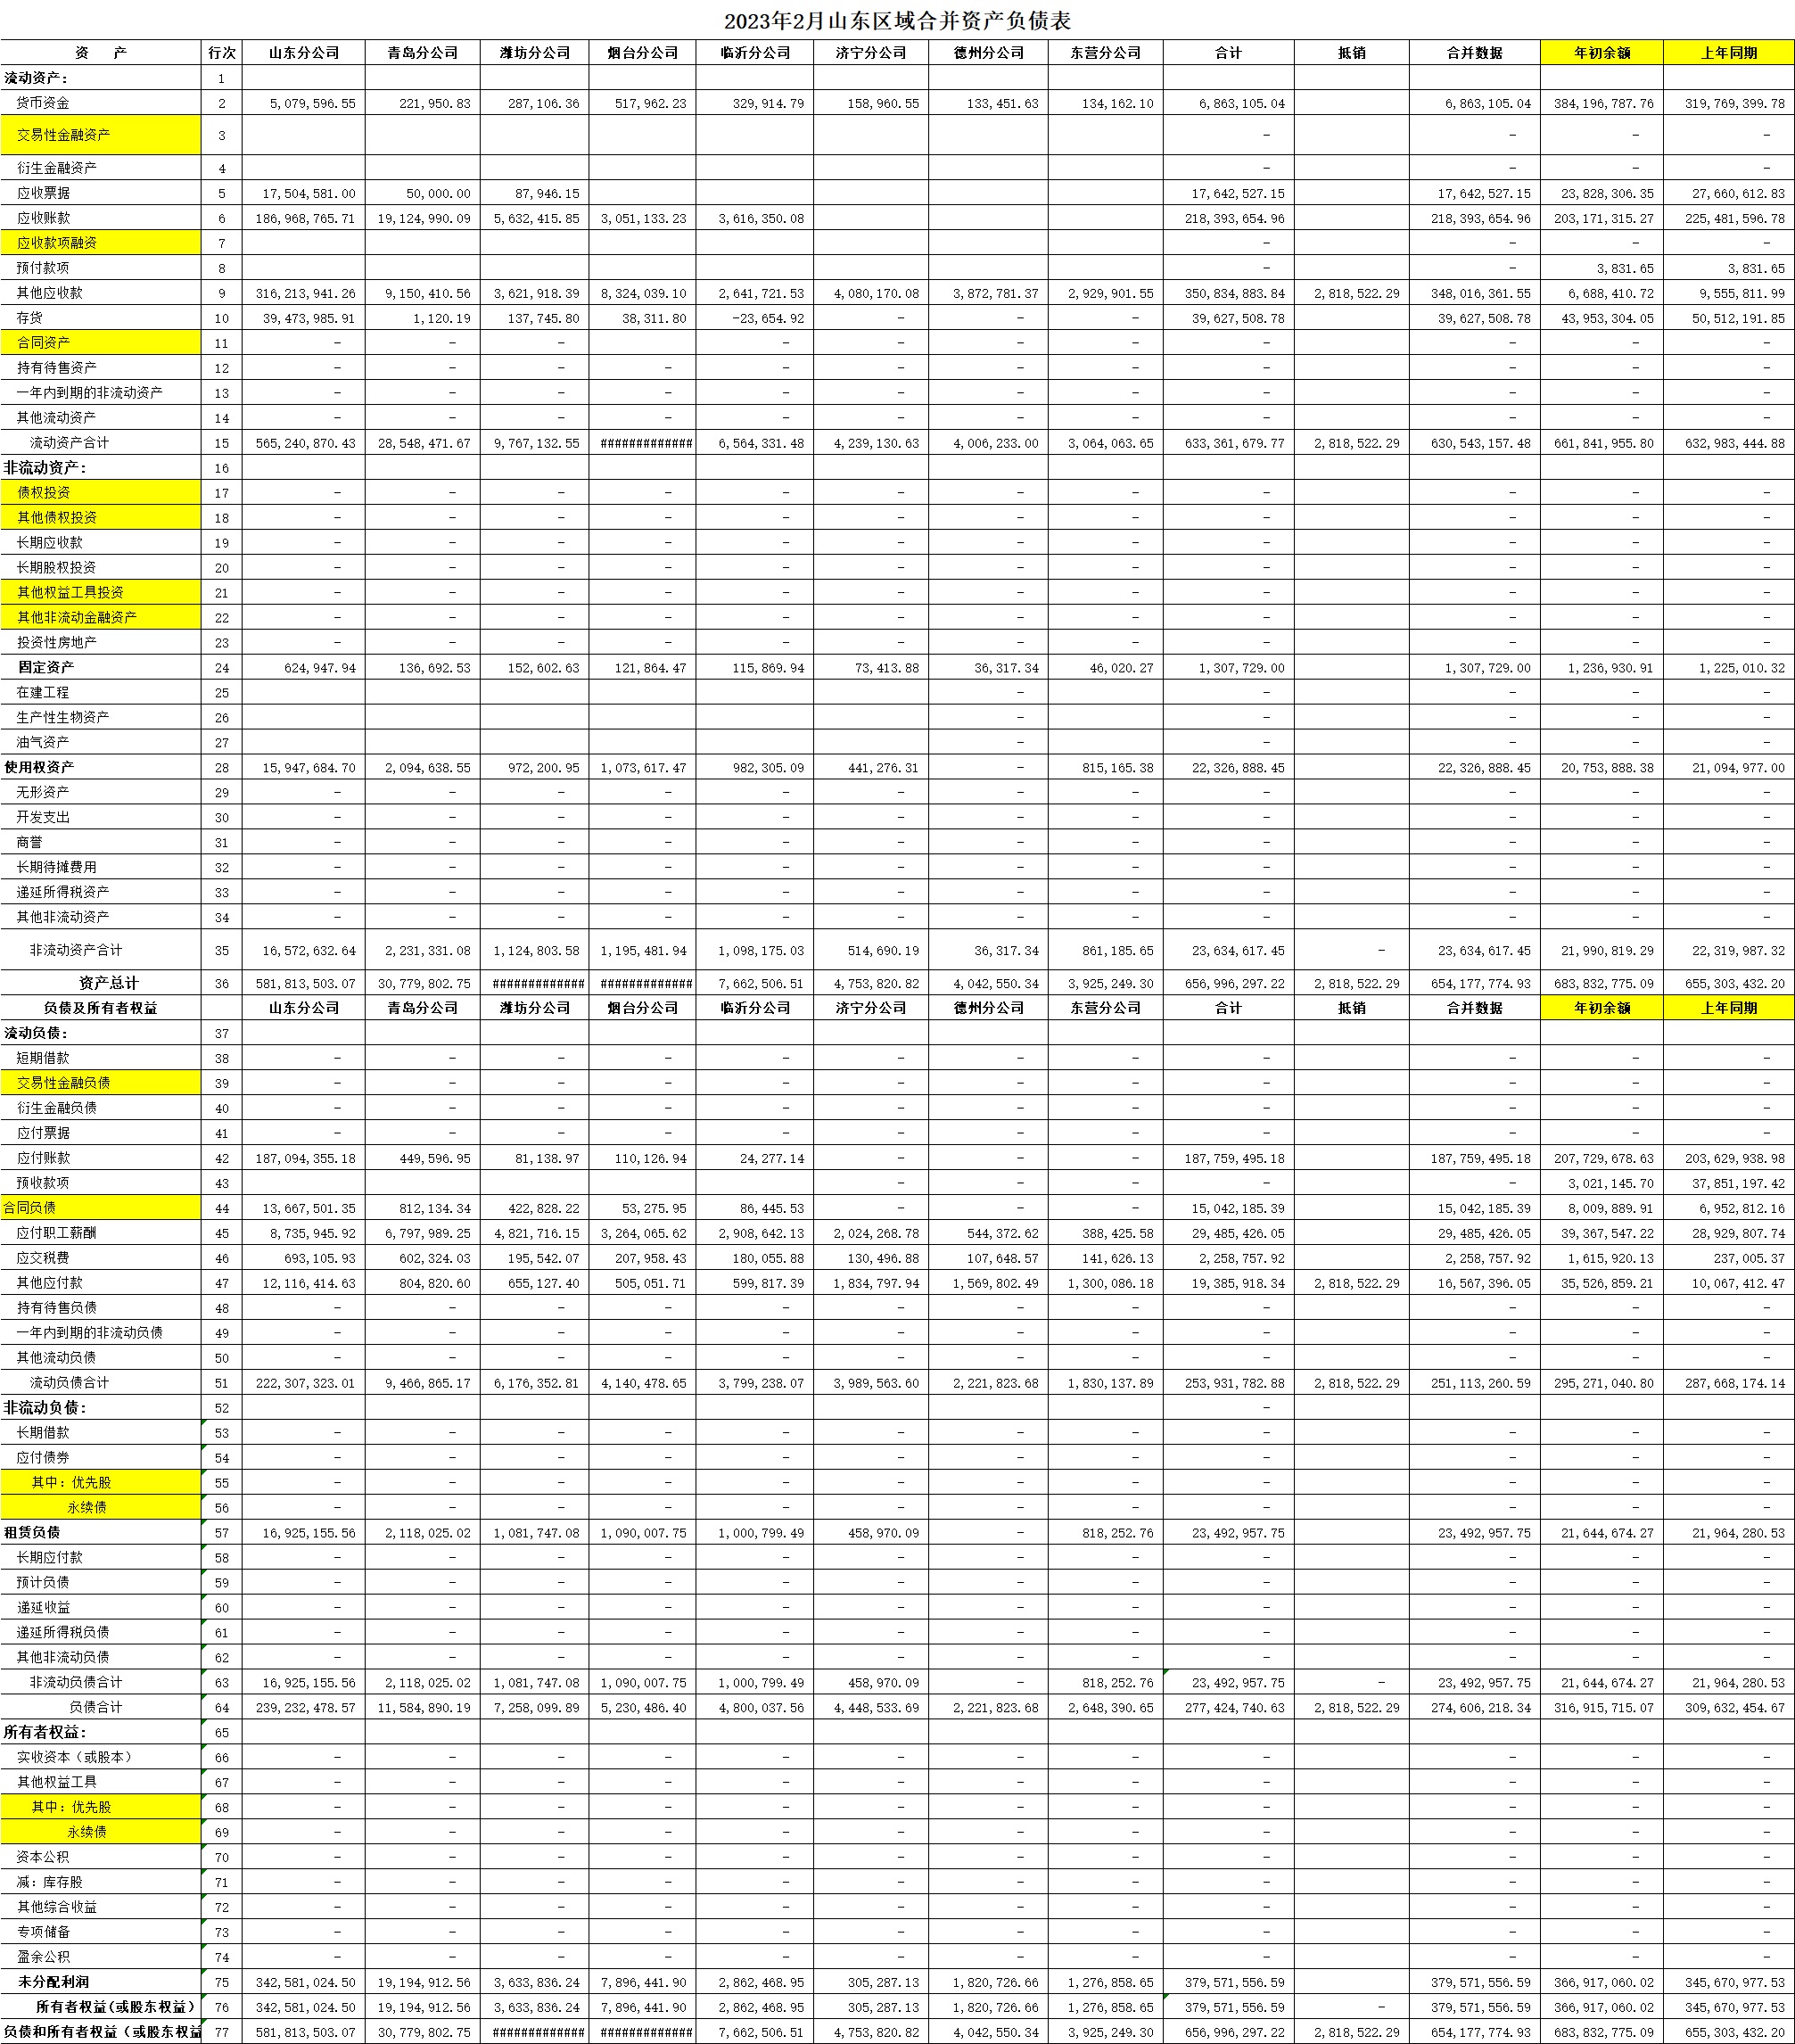 2023年2月山东区域合并资产负债表
资 产 行次 山东分公司 青岛分公司 潍坊分公司 烟台分公司 临沂分公司 济宁分公司 德州分公司 东营分公司 合计 抵销 合并数据 年初余额 上年同期
流动资产: 1
货币资金 2 5,079,596.55 221,950.83 287,106.36 517,962.23 329,914.79 158,960.55 133,451.63 134,162.10 6,863,105.04 6,863,105.04 384,196,787.76 319,769,399.78
交易性金融资产 3 - - - -
衍生金融资产 4 - - - -
应收票据 5 17,504,581.00 50,000.00 87,946.15 17,642,527.15 17,642,527.15 23,828,306.35 27,660,612.83
应收账款 6 186,968,765.71 19,124,990.09 5,632,415.85 3,051,133.23 3,616,350.08 218,393,654.96 218,393,654.96 203,171,315.27 225,481,596.78
应收款项融资 7 - - - -
预付款项 8 - - 3,831.65 3,831.65
其他应收款 9 316,213,941.26 9,150,410.56 3,621,918.39 8,324,039.10 2,641,721.53 4,080,170.08 3,872,781.37 2,929,901.55 350,834,883.84 2,818,522.29 348,016,361.55 6,688,410.72 9,555,811.99
存货 10 39,473,985.91 1,120.19 137,745.80 38,311.80 -23,654.92 - - - 39,627,508.78 39,627,508.78 43,953,304.05 50,512,191.85
合同资产 11 - - - - - - - - - - -
持有待售资产 12 - - - - - - - - - - - -
一年内到期的非流动资产 13 - - - - - - - - - - - -
其他流动资产 14 - - - - - - - - - - - -
流动资产合计 15 565,240,870.43 28,548,471.67 9,767,132.55 ############# 6,564,331.48 4,239,130.63 4,006,233.00 3,064,063.65 633,361,679.77 2,818,522.29 630,543,157.48 661,841,955.80 632,983,444.88
非流动资产: 16
债权投资 17 - - - - - - - - - - - -
其他债权投资 18 - - - - - - - - - - - -
长期应收款 19 - - - - - - - - - - - -
长期股权投资 20 - - - - - - - - - - - -
其他权益工具投资 21 - - - - - - - - - - - -
其他非流动金融资产 22 - - - - - - - - - - - -
投资性房地产 23 - - - - - - - - - - - -
固定资产 24 624,947.94 136,692.53 152,602.63 121,864.47 115,869.94 73,413.88 36,317.34 46,020.27 1,307,729.00 1,307,729.00 1,236,930.91 1,225,010.32
在建工程 25 - - - - -
生产性生物资产 26 - - - - -
油气资产 27 - - - - -
使用权资产 28 15,947,684.70 2,094,638.55 972,200.95 1,073,617.47 982,305.09 441,276.31 - 815,165.38 22,326,888.45 22,326,888.45 20,753,888.38 21,094,977.00
无形资产 29 - - - - - - - - - - - -
开发支出 30 - - - - - - - - - - - -
商誉 31 - - - - - - - - - - - -
长期待摊费用 32 - - - - - - - - - - - -
递延所得税资产 33 - - - - - - - - - - - -
其他非流动资产 34 - - - - - - - - - - - -
非流动资产合计 35 16,572,632.64 2,231,331.08 1,124,803.58 1,195,481.94 1,098,175.03 514,690.19 36,317.34 861,185.65 23,634,617.45 - 23,634,617.45 21,990,819.29 22,319,987.32
资产总计 36 581,813,503.07 30,779,802.75 ############# ############# 7,662,506.51 4,753,820.82 4,042,550.34 3,925,249.30 656,996,297.22 2,818,522.29 654,177,774.93 683,832,775.09 655,303,432.20
负债及所有者权益 山东分公司 青岛分公司 潍坊分公司 烟台分公司 临沂分公司 济宁分公司 德州分公司 东营分公司 合计 抵销 合并数据 年初余额 上年同期
流动负债: 37
短期借款 38 - - - - - - - - - - - -
交易性金融负债 39 - - - - - - - - - - - -
衍生金融负债 40 - - - - - - - - - - - -
应付票据 41 - - - - - - - - - - - -
应付账款 42 187,094,355.18 449,596.95 81,138.97 110,126.94 24,277.14 - - - 187,759,495.18 187,759,495.18 207,729,678.63 203,629,938.98
预收款项 43 - - - - - 3,021,145.70 37,851,197.42
合同负债 44 13,667,501.35 812,134.34 422,828.22 53,275.95 86,445.53 - - - 15,042,185.39 15,042,185.39 8,009,889.91 6,952,812.16
应付职工薪酬 45 8,735,945.92 6,797,989.25 4,821,716.15 3,264,065.62 2,908,642.13 2,024,268.78 544,372.62 388,425.58 29,485,426.05 29,485,426.05 39,367,547.22 28,929,807.74
应交税费 46 693,105.93 602,324.03 195,542.07 207,958.43 180,055.88 130,496.88 107,648.57 141,626.13 2,258,757.92 2,258,757.92 1,615,920.13 237,005.37
其他应付款 47 12,116,414.63 804,820.60 655,127.40 505,051.71 599,817.39 1,834,797.94 1,569,802.49 1,300,086.18 19,385,918.34 2,818,522.29 16,567,396.05 35,526,859.21 10,067,412.47
持有待售负债 48 - - - - - - - - - - - -
一年内到期的非流动负债 49 - - - - - - - - - - - -
其他流动负债 50 - - - - - - - - - - - -
流动负债合计 51 222,307,323.01 9,466,865.17 6,176,352.81 4,140,478.65 3,799,238.07 3,989,563.60 2,221,823.68 1,830,137.89 253,931,782.88 2,818,522.29 251,113,260.59 295,271,040.80 287,668,174.14
非流动负债: 52 -
长期借款 53 - - - - - - - - - - - -
应付债券 54 - - - - - - - - - - - -
其中: 优先股 55 - - - - - - - - - - - -
永续债 56 - - - - - - - - - - - -
租赁负债 57 16,925,155.56 2,118,025.02 1,081,747.08 1,090,007.75 1,000,799.49 458,970.09 - 818,252.76 23,492,957.75 23,492,957.75 21,644,674.27 21,964,280.53
长期应付款 58 - - - - - - - - - - - -
预计负债 59 - - - - - - - - - - - -
递延收益 60 - - - - - - - - - - - -
递延所得税负债 61 - - - - - - - - - - - -
其他非流动负债 62 - - - - - - - - - - - -
非流动负债合计 63 16,925,155.56 2,118,025.02 1,081,747.08 1,090,007.75 1,000,799.49 458,970.09 - 818,252.76 23,492,957.75 - 23,492,957.75 21,644,674.27 21,964,280.53
负债合计 64 239,232,478.57 11,584,890.19 7,258,099.89 5,230,486.40 4,800,037.56 4,448,533.69 2,221,823.68 2,648,390.65 277,424,740.63 2,818,522.29 274,606,218.34 316,915,715.07 309,632,454.67
所有者权益: 65
实收资本（或股本） 66 - - - - - - - - - - - -
其他权益工具 67 - - - - - - - - - - - -
其中: 优先股 68 - - - - - - - - - - - -
永续债 69 - - - - - - - - - - - -
资本公积 70 - - - - - - - - - - - -
减: 库存股 71 - - - - - - - - - - - -
其他综合收益 72 - - - - - - - - - - - -
专项储备 73 - - - - - - - - - - - -
盈余公积 74 - - - - - - - - - - - -
未分配利润 75 342,581,024.50 19,194,912.56 3,633,836.24 7,896,441.90 2,862,468.95 305,287.13 1,820,726.66 1,276,858.65 379,571,556.59 379,571,556.59 366,917,060.02 345,670,977.53
所有者权益(或股东权益) 76 342,581,024.50 19,194,912.56 3,633,836.24 7,896,441.90 2,862,468.95 305,287.13 1,820,726.66 1,276,858.65 379,571,556.59 - 379,571,556.59 366,917,060.02 345,670,977.53
负债和所有者权益（或股东权益 77 581,813,503.07 30,779,802.75 ############# ############# 7,662,506.51 4,753,820.82 4,042,550.34 3,925,249.30 656,996,297.22 2,818,522.29 654,177,774.93 683,832,775.09 655,303,432.20